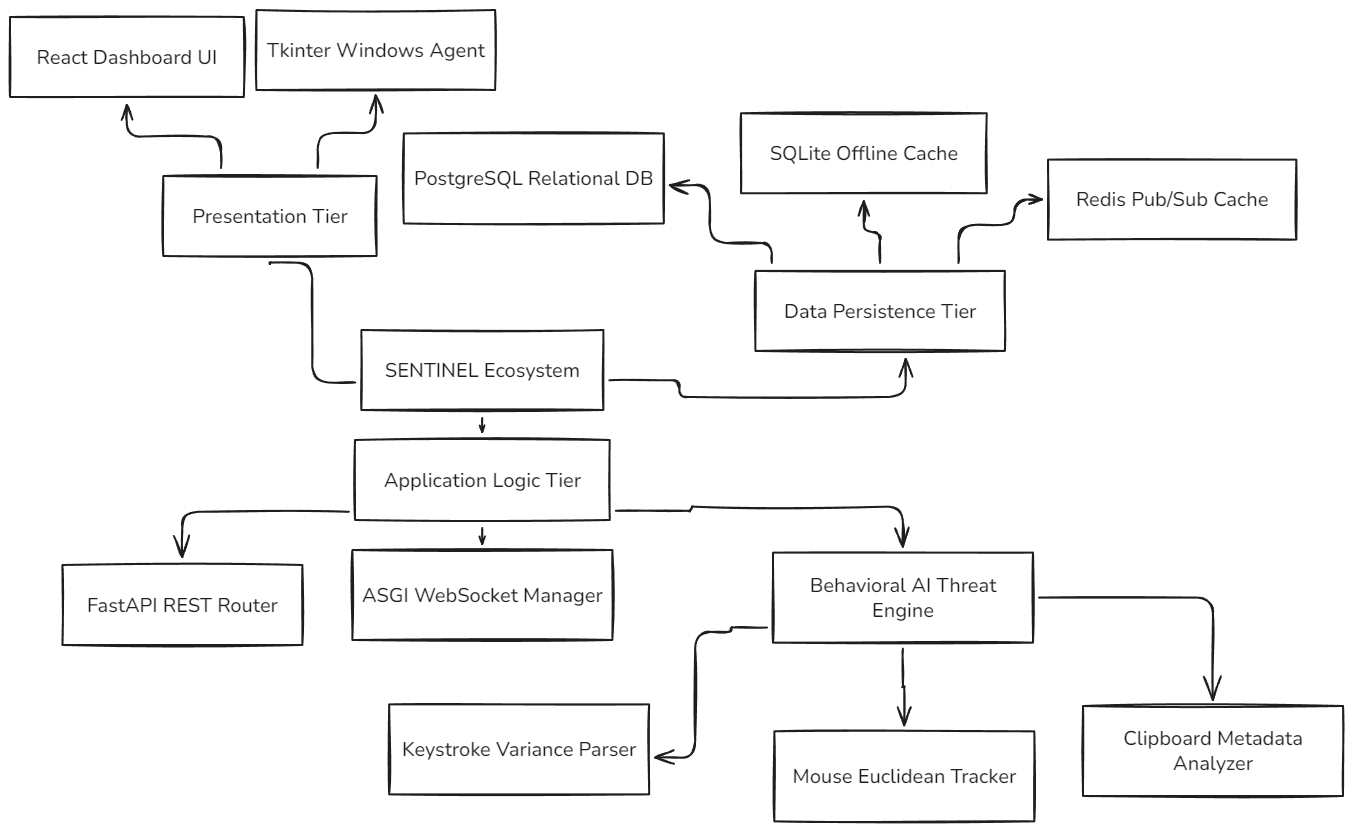 React Dashboard UI
Tkinter Windows Agent
PostgreSQL Relational DB
SQLite Offline Cache
Redis Pub/Sub Cache
Presentation Tier
Data Persistence Tier
SENTINEL Ecosystem
Application Logic Tier
FastAPI REST Router
ASGI WebSocket Manager
Behavioral AI Threat
Engine
Keystroke Variance Parser
Mouse Euclidean Tracker
Clipboard Metadata
Analyzer